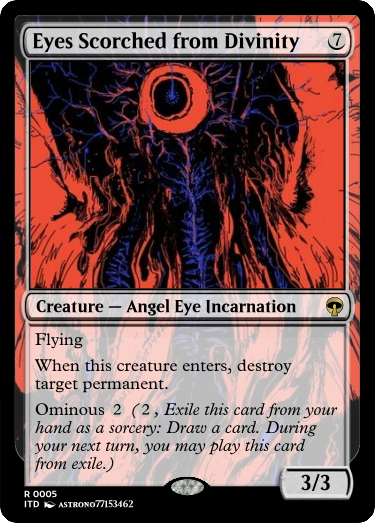 Eyes Scorched from Divinity 7
Creature — Angel Eye Incarnation
Flying
When this creature enters, destroy
target permanent.
Ominous 2 (2, Exile this card from your
hand as a sorcery: Draw a card. During
your next turn, you may play this card
from exile.)
3/3
R 0005
ITD ASTRONO77153462